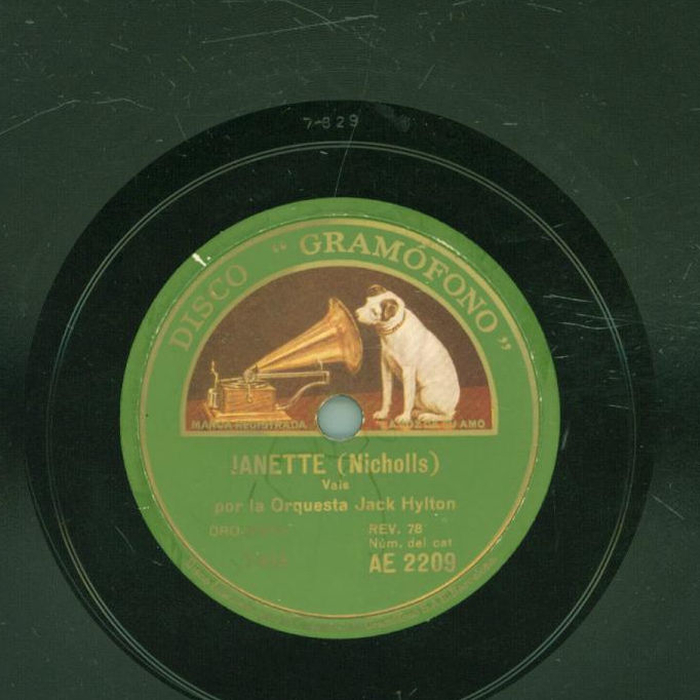 7-829
DISCO "GRAMÓFONO"
MARCA REGISTRADA
"LA VOZ DE SU AMO
JANETTE (Nicholls)
Vals
por la Orquesta Jack Hylton
REV. 78
Núm. del cat
AE 2209